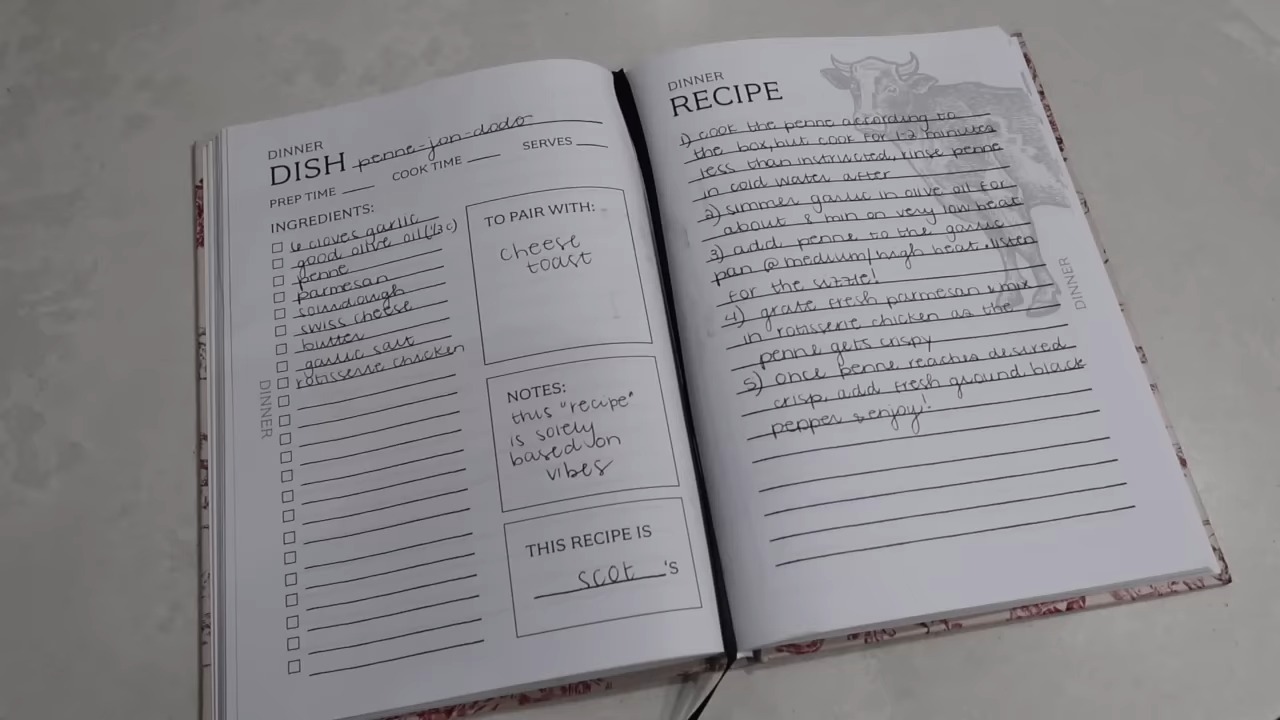 DINNER
DISH penne-jon-dodo
PREP TIME
COOK TIME
SERVES
INGREDIENTS:
6 cloves garlic
good olive oil (1/3 c)
penne
parmesan
sourdough
swiss cheese
butter
garlic salt
rotisserie chicken
DINNER
TO PAIR WITH:
cheese
toast
NOTES:
this "recipe"
is solely
based on
vibes
THIS RECIPE IS
scot's
DINNER
RECIPE
1) cook the penne according to
the box, but cook for 1-2 minutes
less than instructed, rinse penne
in cold water after
2) simmer garlic in olive oil for
about 8 min on very low heat
3) add penne to the garlic
pan @ medium/high heat. listen
for the sizzle!
4) grate fresh parmesan & mix
in rotisserie chicken as the
penne gets crispy
5) once penne reaches desired
crisp, add fresh ground black
pepper & enjoy!
DINNER